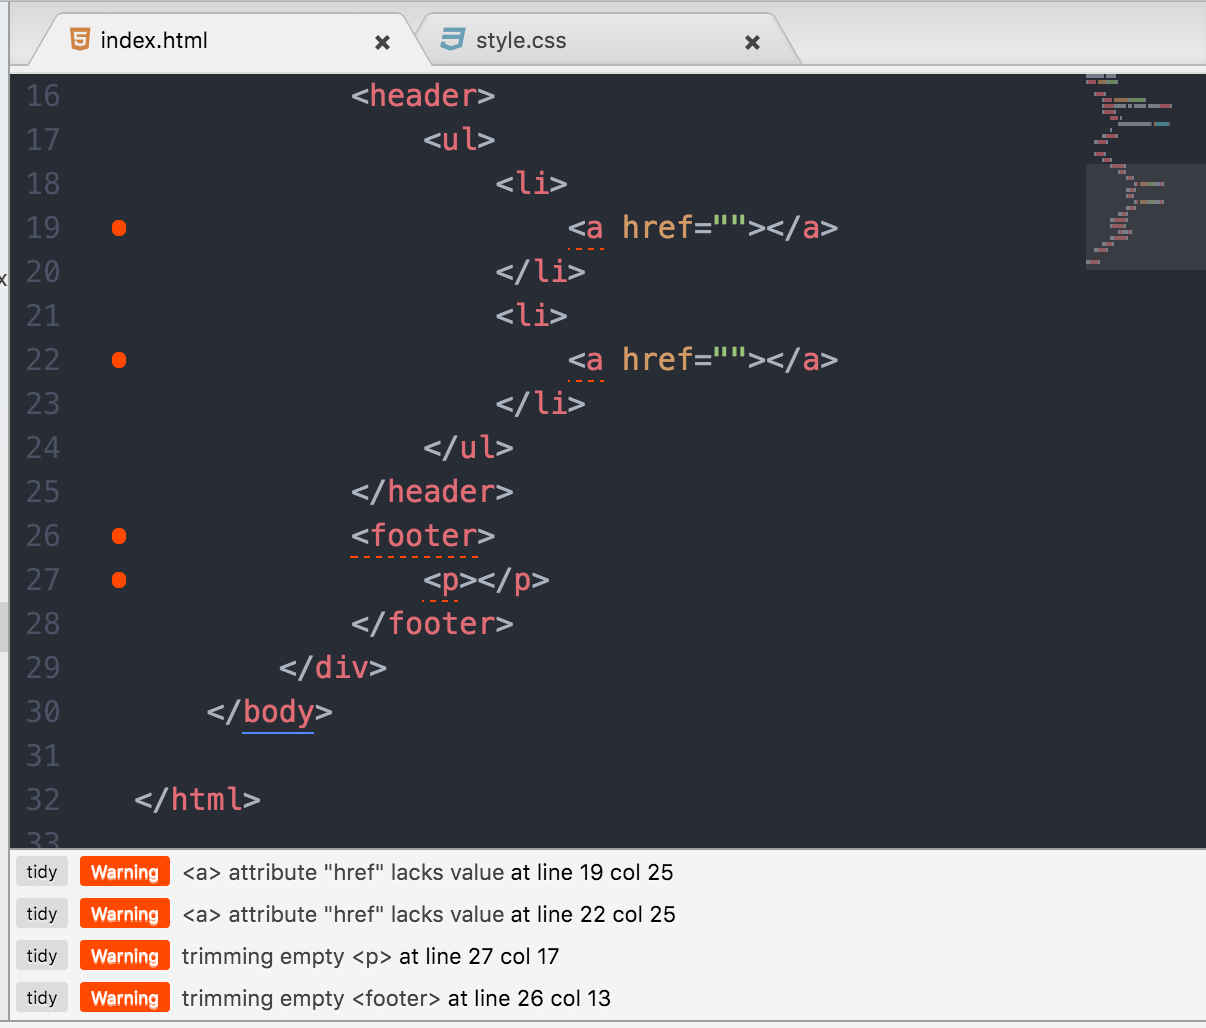 index.html × style.css ×
16 <header>
17 <ul>
18 <li>
19 <a href=""></a>
20 </li>
21 <li>
22 <a href=""></a>
23 </li>
24 </ul>
25 </header>
26 <footer>
27 <p></p>
28 </footer>
29 </div>
30 </body>
31
32 </html>
33
tidy Warning <a> attribute "href" lacks value at line 19 col 25
tidy Warning <a> attribute "href" lacks value at line 22 col 25
tidy Warning trimming empty <p> at line 27 col 17
tidy Warning trimming empty <footer> at line 26 col 13